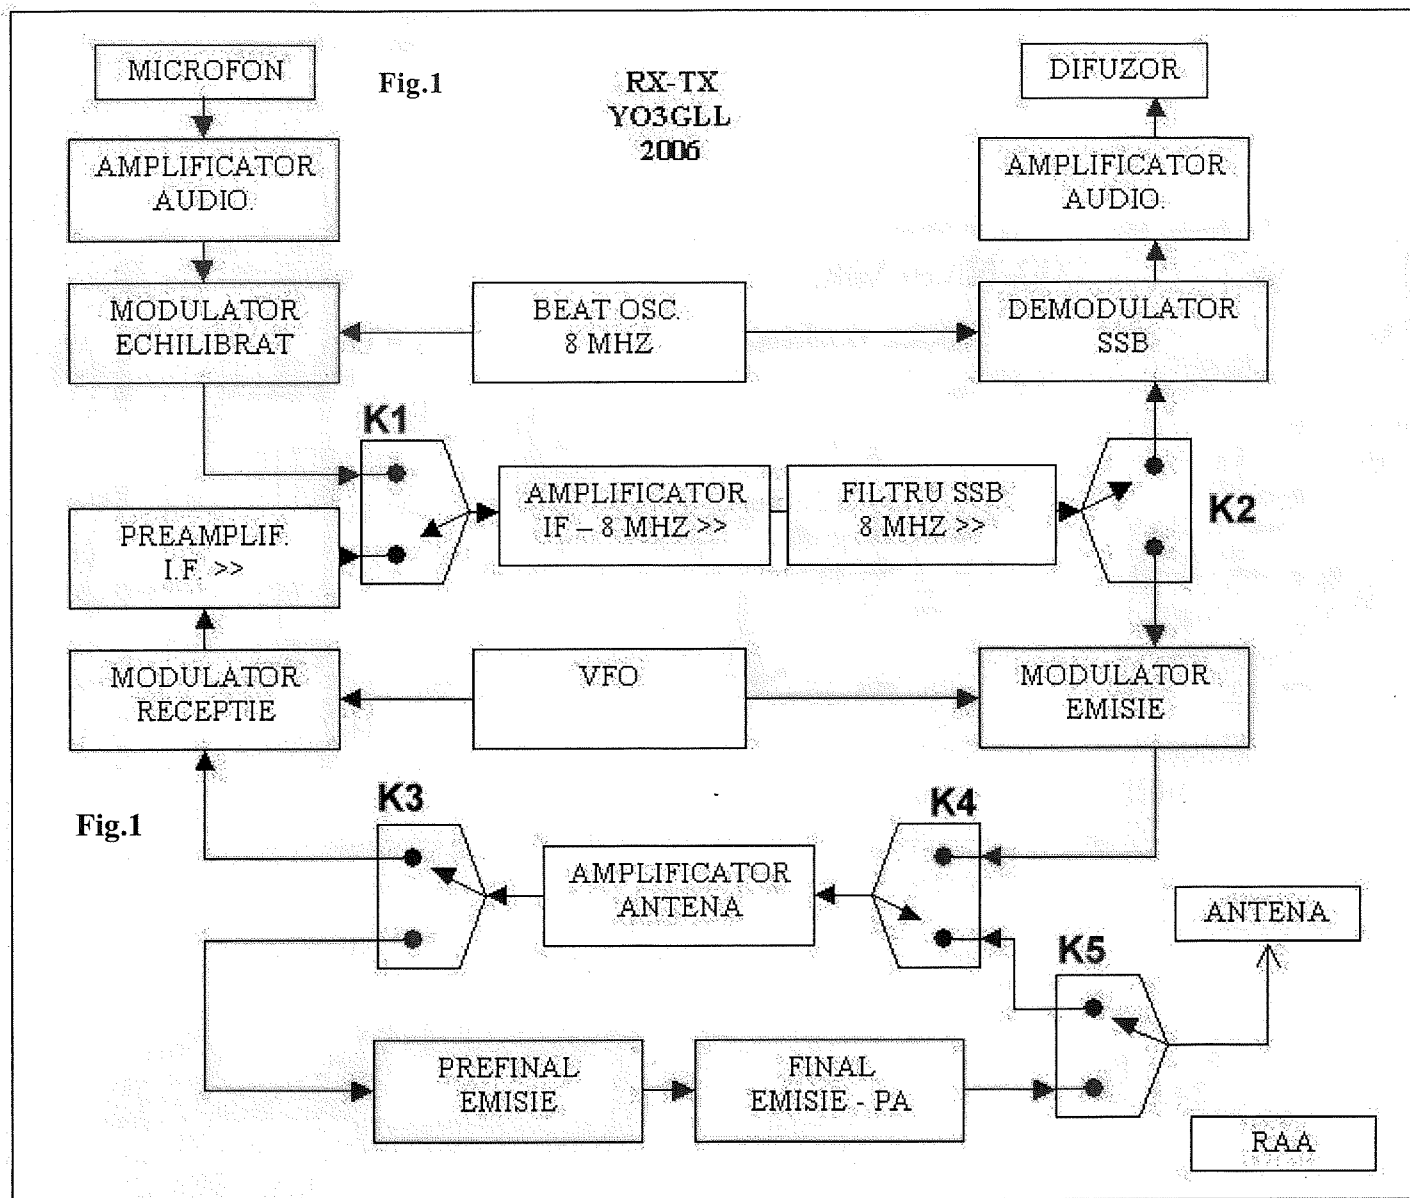 MICROFON
Fig.1
RX-TX
YO3GLL
2006
DIFUZOR
AMPLIFICATOR
AUDIO.
AMPLIFICATOR
AUDIO.
MODULATOR
ECHILIBRAT
BEAT OSC.
8 MHZ
DEMODULATOR
SSB
K1
AMPLIFICATOR
IF – 8 MHZ >>
FILTRU SSB
8 MHZ >>
K2
PREAMPLIF.
I.F. >>
MODULATOR
RECEPTIE
VFO
MODULATOR
EMISIE
K3
K4
Fig.1
AMPLIFICATOR
ANTENA
ANTENA
K5
PREFINAL
EMISIE
FINAL
EMISIE - PA
RAA